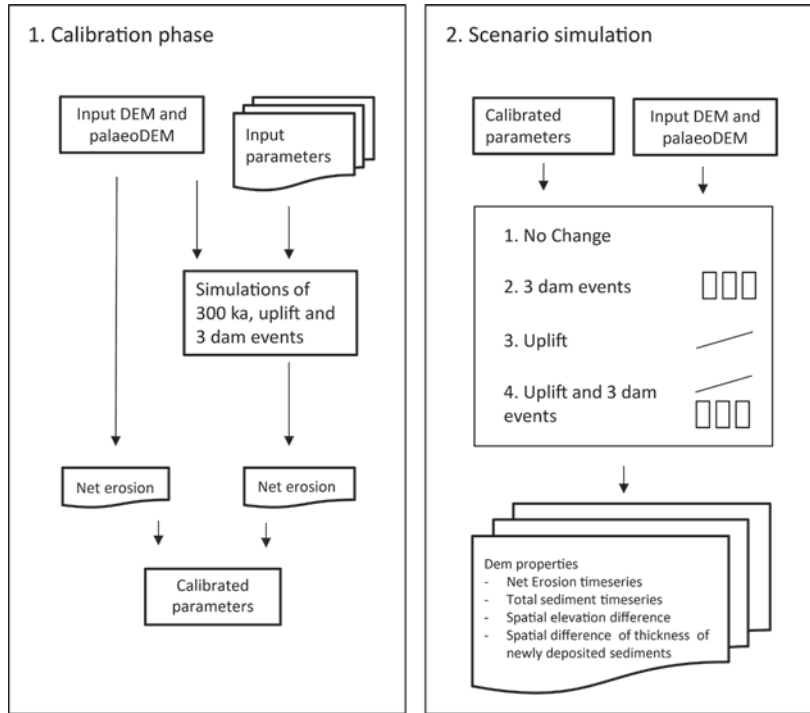 1. Calibration phase
Input DEM and
palaeoDEM
Input
parameters
Simulations of
300 ka, uplift and
3 dam events
Net erosion
Net erosion
Calibrated
parameters
2. Scenario simulation
Calibrated
parameters
Input DEM and
palaeoDEM
1. No Change
2. 3 dam events
3. Uplift
4. Uplift and 3 dam
events
Dem properties
- Net Erosion timeseries
- Total sediment timeseries
- Spatial elevation difference
- Spatial difference of thickness of
newly deposited sediments